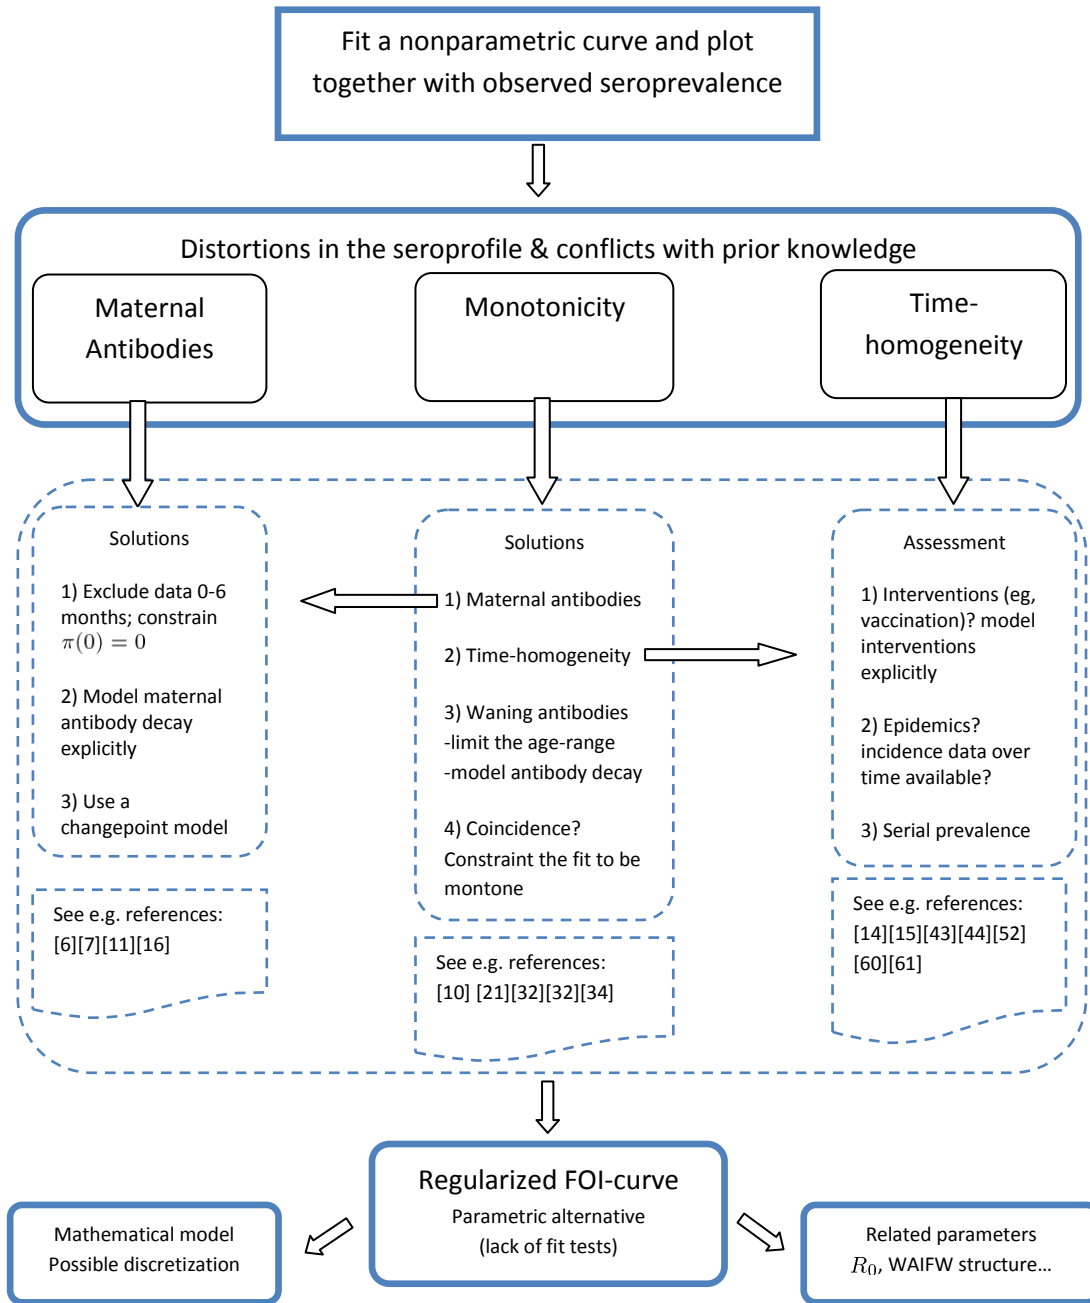 Fit a nonparametric curve and plot
together with observed seroprevalence
Distortions in the seroprofile & conflicts with prior knowledge
Maternal
Antibodies
Monotonicity
Time-
homogeneity
Solutions
1) Exclude data 0-6
months; constrain
π(0) = 0
2) Model maternal
antibody decay
explicitly
3) Use a
changepoint model
See e.g. references:
[6][7][11][16]
Solutions
1) Maternal antibodies
2) Time-homogeneity
3) Waning antibodies
-limit the age-range
-model antibody decay
4) Coincidence?
Constraint the fit to be
montone
See e.g. references:
[10] [21][32][32][34]
Assessment
1) Interventions (eg,
vaccination)? model
interventions
explicitly
2) Epidemics?
incidence data over
time available?
3) Serial prevalence
See e.g. references:
[14][15][43][44][52]
[60][61]
Regularized FOI-curve
Parametric alternative
(lack of fit tests)
Mathematical model
Possible discretization
Related parameters
R₀, WAIFW structure...